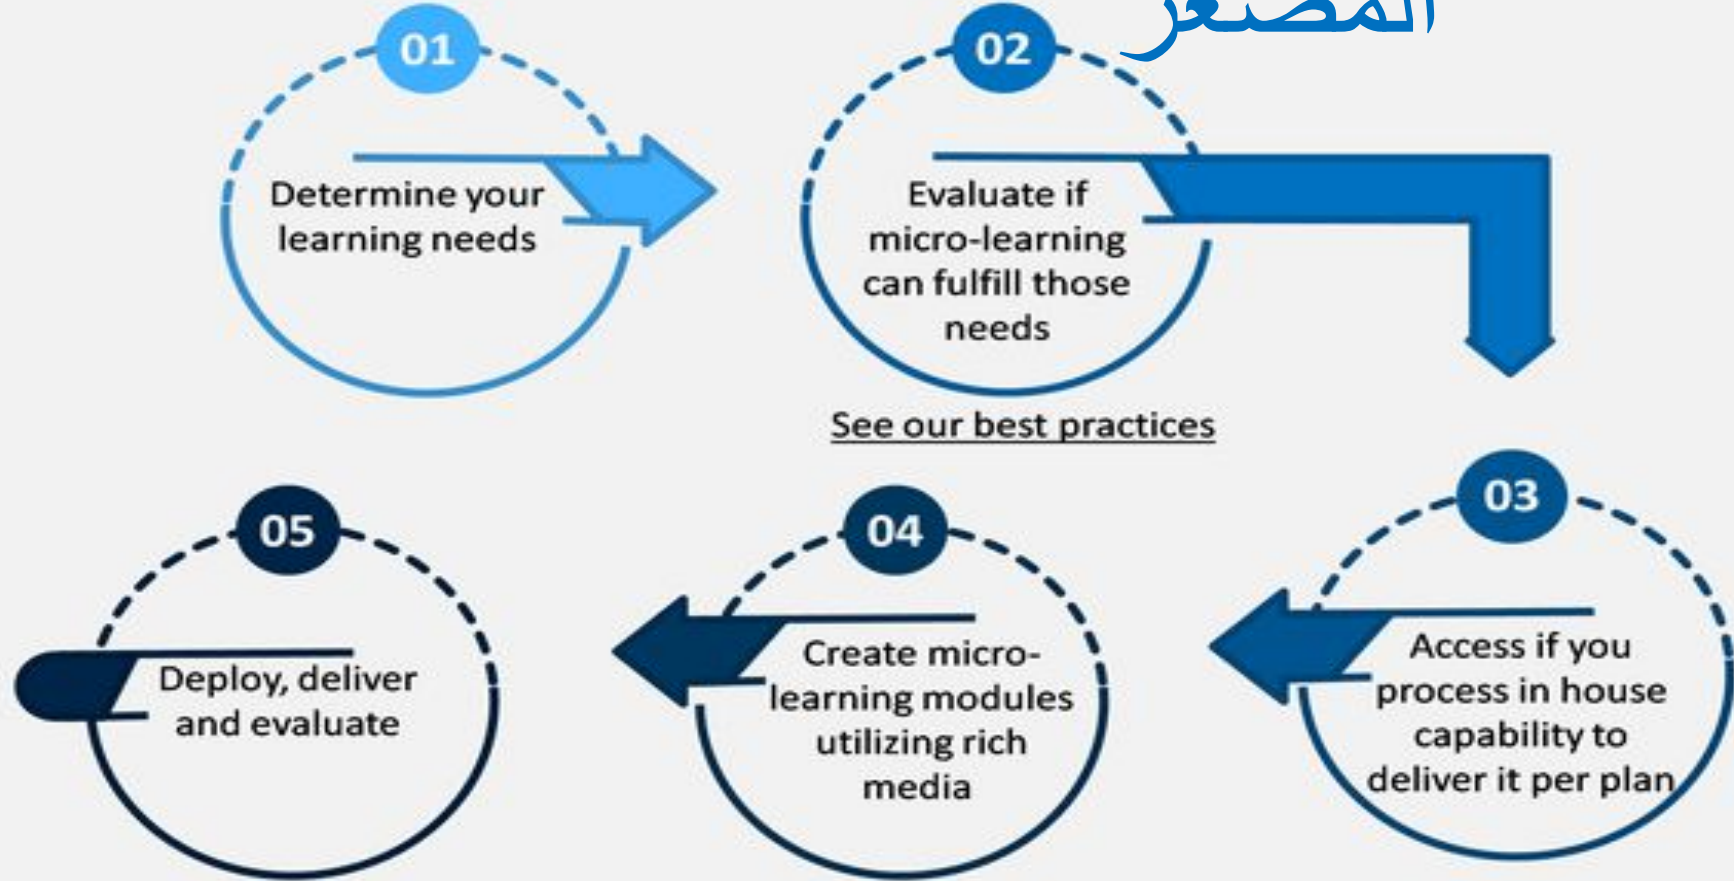 المصغر
01
Determine your
learning needs
02
Evaluate if
micro-learning
can fulfill those
needs
See our best practices
03
Access if you
process in house
capability to
deliver it per plan
04
Create micro-
learning modules
utilizing rich
media
05
Deploy, deliver
and evaluate